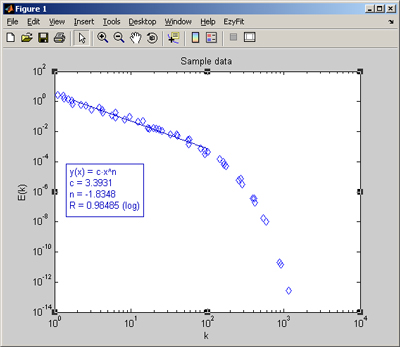 Figure 1
File Edit View Insert Tools Desktop Window Help EzyFit
Sample data
10^2
10^0
10^-2
10^-4
10^-6
10^-8
10^-10
10^-12
10^-14
E(k)
y(x) = c·x^n
c = 3.3931
n = -1.8348
R = 0.98485 (log)
10^0 10^1 10^2 10^3 10^4
k